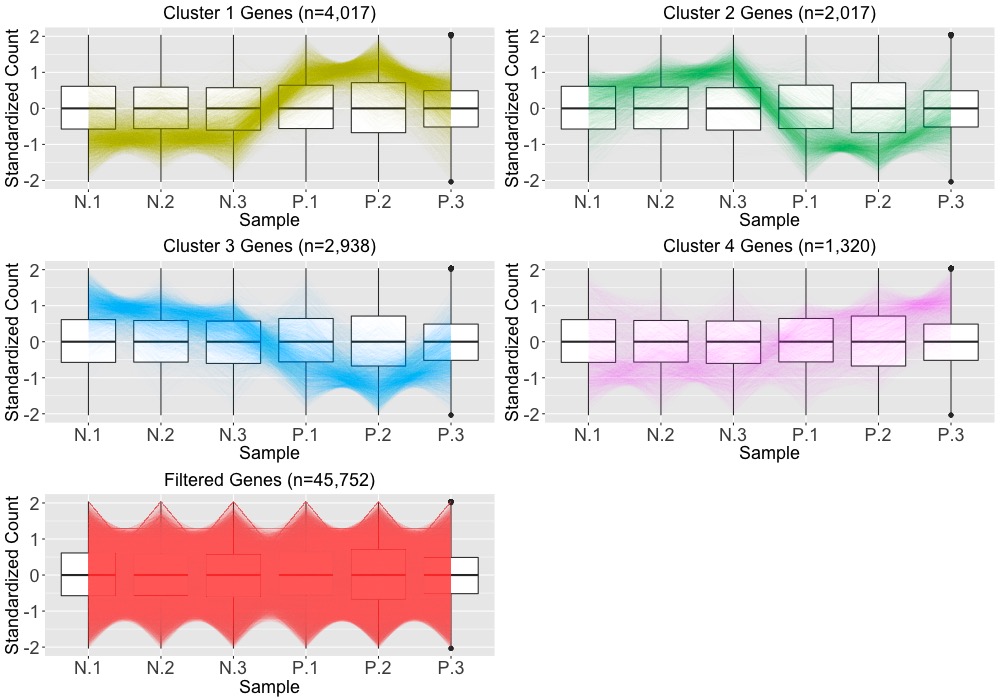 Cluster 1 Genes (n=4,017)
Standardized Count
2
1
0
-1
-2
N.1 N.2 N.3 P.1 P.2 P.3
Sample
Cluster 2 Genes (n=2,017)
Standardized Count
2
1
0
-1
-2
N.1 N.2 N.3 P.1 P.2 P.3
Sample
Cluster 3 Genes (n=2,938)
Standardized Count
2
1
0
-1
-2
N.1 N.2 N.3 P.1 P.2 P.3
Sample
Cluster 4 Genes (n=1,320)
Standardized Count
2
1
0
-1
-2
N.1 N.2 N.3 P.1 P.2 P.3
Sample
Filtered Genes (n=45,752)
Standardized Count
2
1
0
-1
-2
N.1 N.2 N.3 P.1 P.2 P.3
Sample